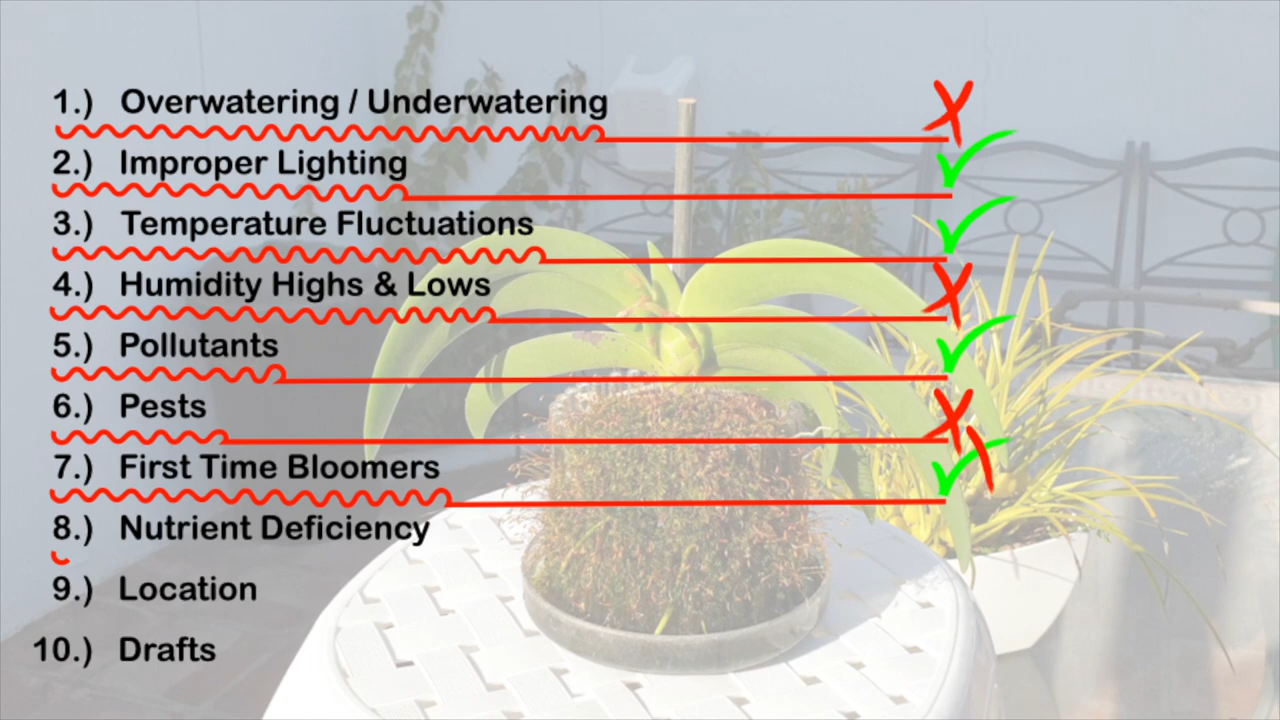 1.) Overwatering / Underwatering
2.) Improper Lighting
3.) Temperature Fluctuations
4.) Humidity Highs & Lows
5.) Pollutants
6.) Pests
7.) First Time Bloomers
8.) Nutrient Deficiency
9.) Location
10.) Drafts